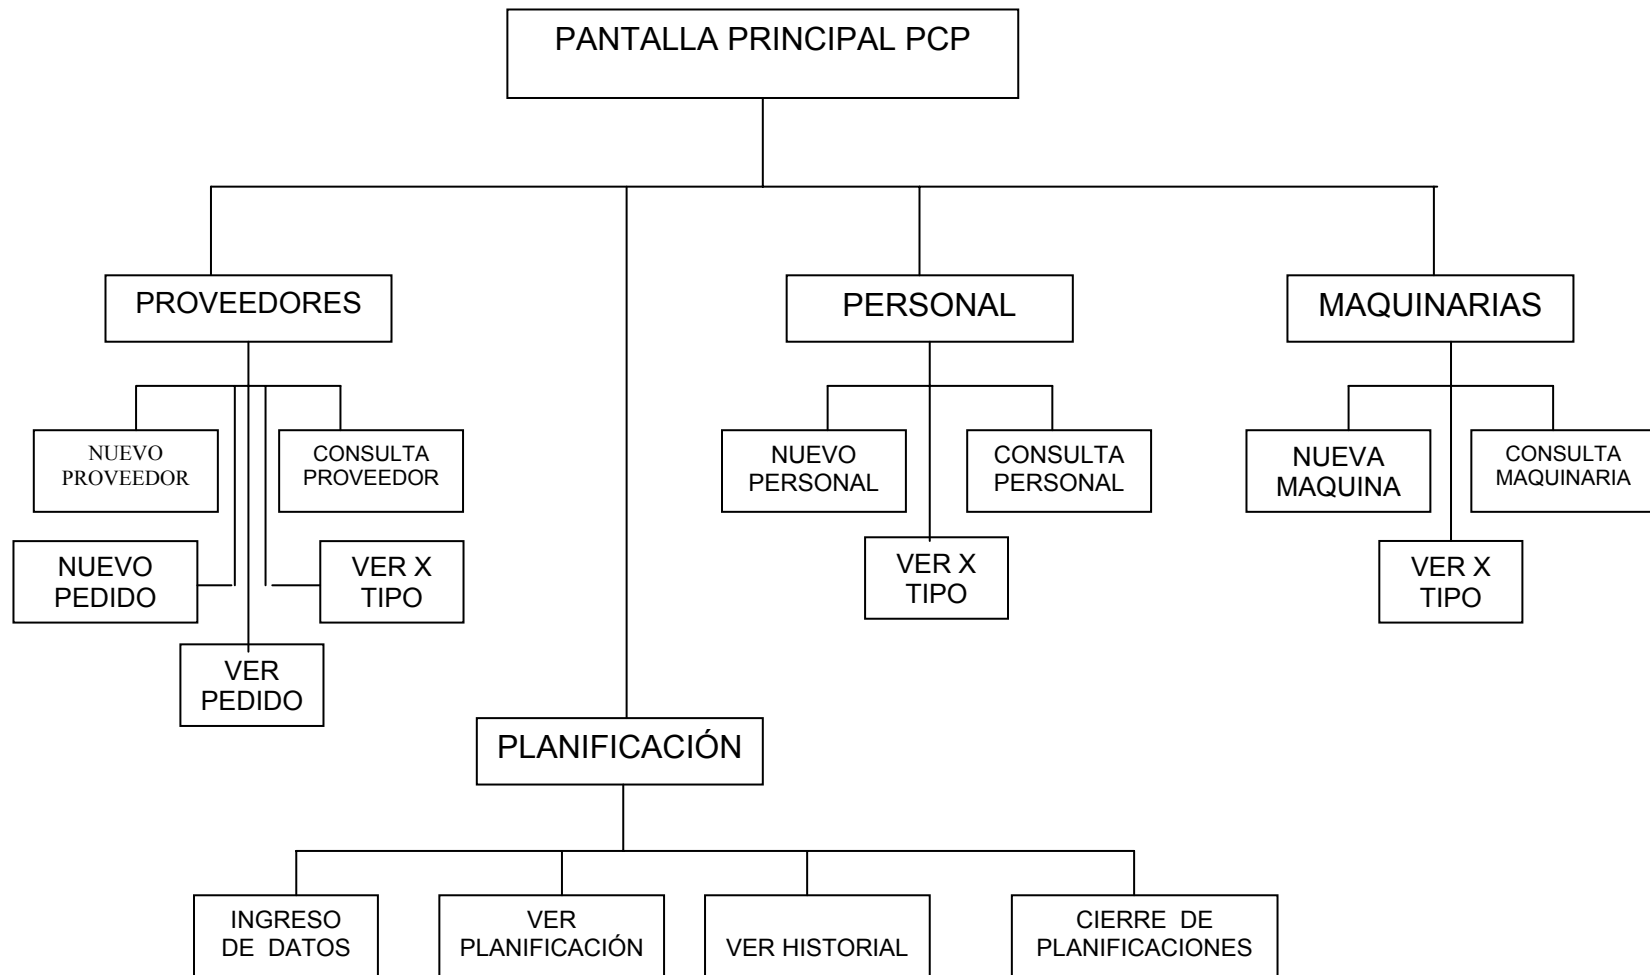 PANTALLA PRINCIPAL PCP
PROVEEDORES
PERSONAL
MAQUINARIAS
NUEVO
PROVEEDOR
CONSULTA
PROVEEDOR
NUEVO
PERSONAL
CONSULTA
PERSONAL
NUEVA
MAQUINA
CONSULTA
MAQUINARIA
NUEVO
PEDIDO
VER X
TIPO
VER X
TIPO
VER X
TIPO
VER
PEDIDO
PLANIFICACIÓN
INGRESO
DE DATOS
VER
PLANIFICACIÓN
VER HISTORIAL
CIERRE DE
PLANIFICACIONES